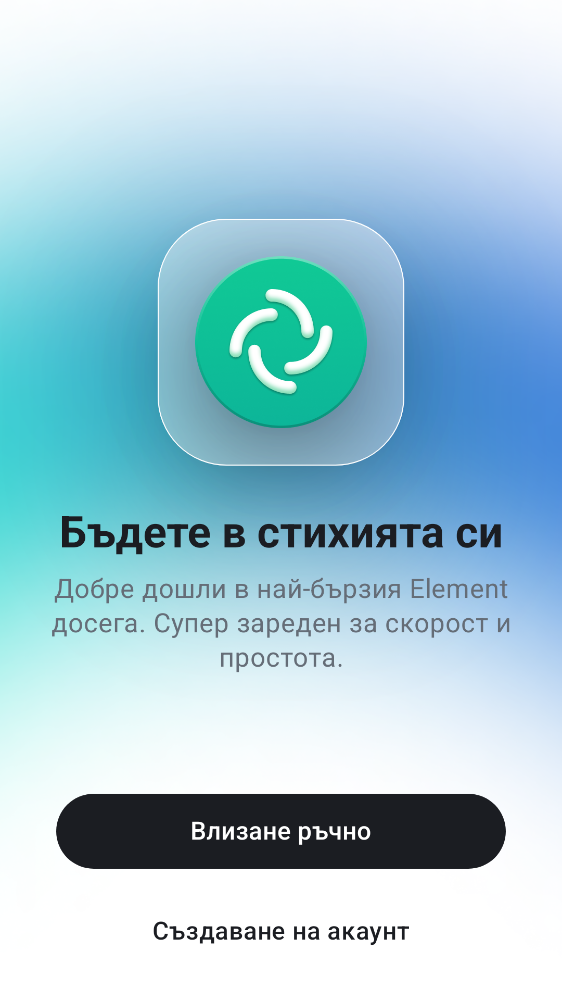 Бъдете в стихията си
Добре дошли в най-бързия Element
досега. Супер зареден за скорост и
простота.
Влизане ръчно
Създаване на акаунт